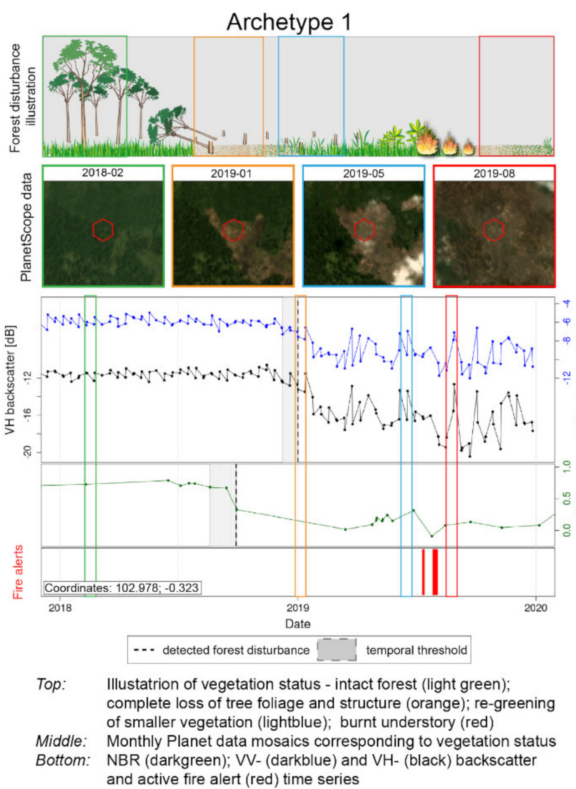 Archetype 1
Forest disturbance
illustration
PlanetScope data
2018-02
2019-01
2019-05
2019-08
VH backscatter [dB]
-12
-16
-20
-4
-6
-8
-12
1.0
0.5
0.0
Fire alerts
Coordinates: 102.978; -0.323
2018
2019
2020
Date
detected forest disturbance
temporal threshold
Top: Illustatrion of vegetation status - intact forest (light green);
complete loss of tree foliage and structure (orange); re-greening
of smaller vegetation (lightblue); burnt understory (red)
Middle: Monthly Planet data mosaics corresponding to vegetation status
Bottom: NBR (darkgreen); VV- (darkblue) and VH- (black) backscatter
and active fire alert (red) time series